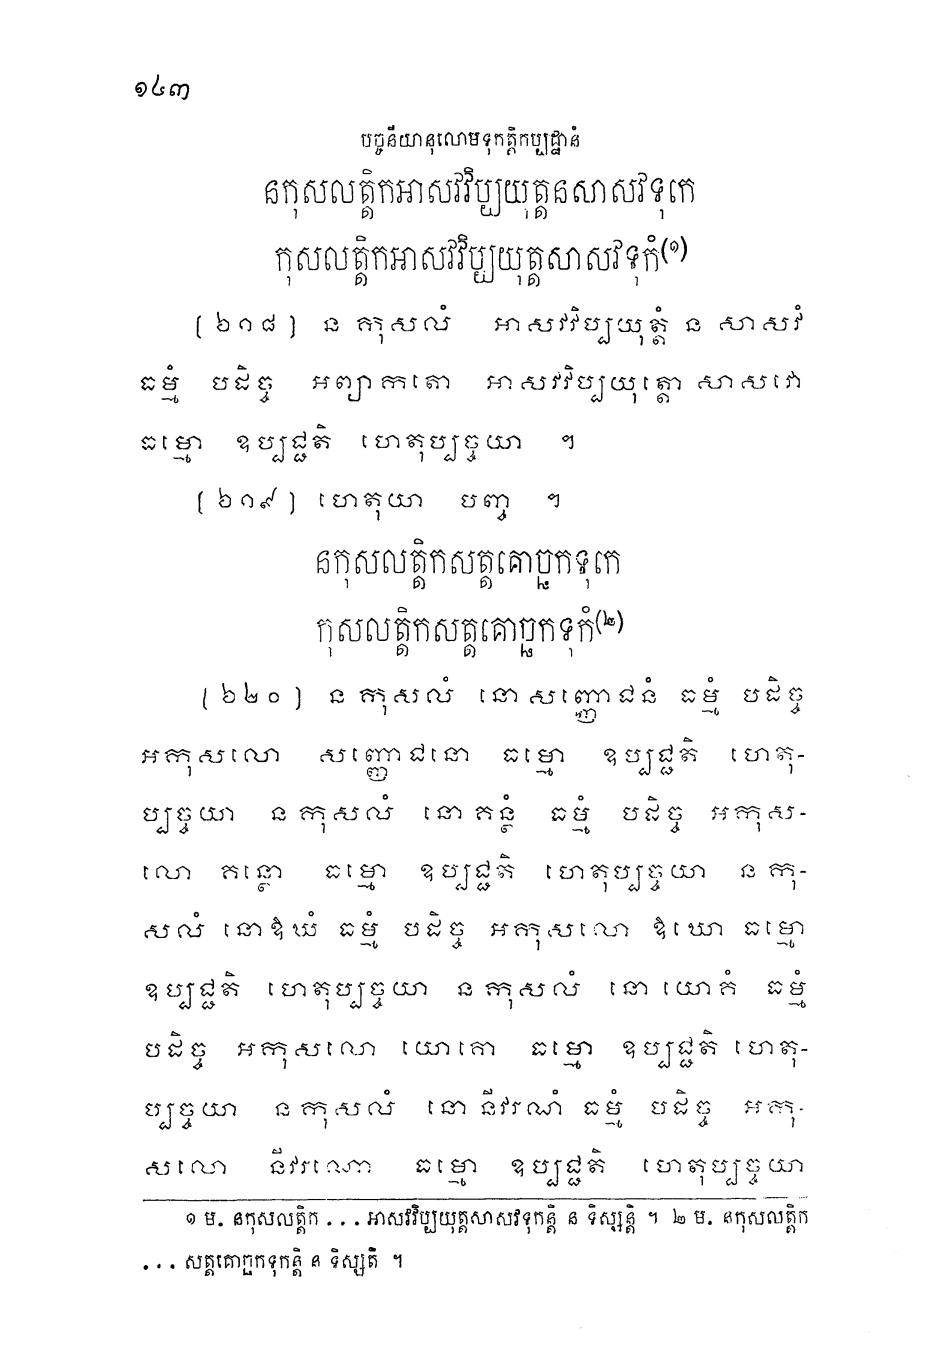 ១៤៣
បច្ចនីយានុលោមទុកត្តិកប្បដ្ឋានំ
នកុសលត្តិកអាសវវិប្បយុត្តនសាសវទុកេ
កុសលត្តិកអាសវវិប្បយុត្តសាសវទុកំ(១)
[៦១៨] ន កុសលំ អាសវវិប្បយុត្តំ ន សាសវំ
ធម្មំ បដិច្ច អព្យាកតោ អាសវវិប្បយុត្តោ សាសវោ
ធម្មោ ឧប្បជ្ជតិ ហេតុប្បច្ចយា ។
[៦១៩] ហេតុយា បញ្ច ។
នកុសលត្តិកសត្តគោច្ឆកទុកេ
កុសលត្តិកសត្តគោច្ឆកទុកំ(២)
[៦២០] ន កុសលំ នោ សញ្ញោជនំ ធម្មំ បដិច្ច
អកុសលោ សញ្ញោជនោ ធម្មោ ឧប្បជ្ជតិ ហេតុ-
ប្បច្ចយា ន កុសលំ នោ គន្ថំ ធម្មំ បដិច្ច អកុស-
លោ គន្ថោ ធម្មោ ឧប្បជ្ជតិ ហេតុប្បច្ចយា ន កុ-
សលំ នោ ឱឃំ ធម្មំ បដិច្ច អកុសលោ ឱឃោ ធម្មោ
ឧប្បជ្ជតិ ហេតុប្បច្ចយា ន កុសលំ នោ យោគំ ធម្មំ
បដិច្ច អកុសលោ យោគោ ធម្មោ ឧប្បជ្ជតិ ហេតុ-
ប្បច្ចយា ន កុសលំ នោ នីវរណំ ធម្មំ បដិច្ច អកុ-
សលោ នីវរណោ ធម្មោ ឧប្បជ្ជតិ ហេតុប្បច្ចយា
១ ម. នកុសលត្តិក ... អាសវវិប្បយុត្តសាសវទុកន្តិ ន ទិស្សន្តិ ។ ២ ម. នកុសលត្តិក
... សត្តគោច្ឆកទុកន្តិ ន ទិស្សតិ ។